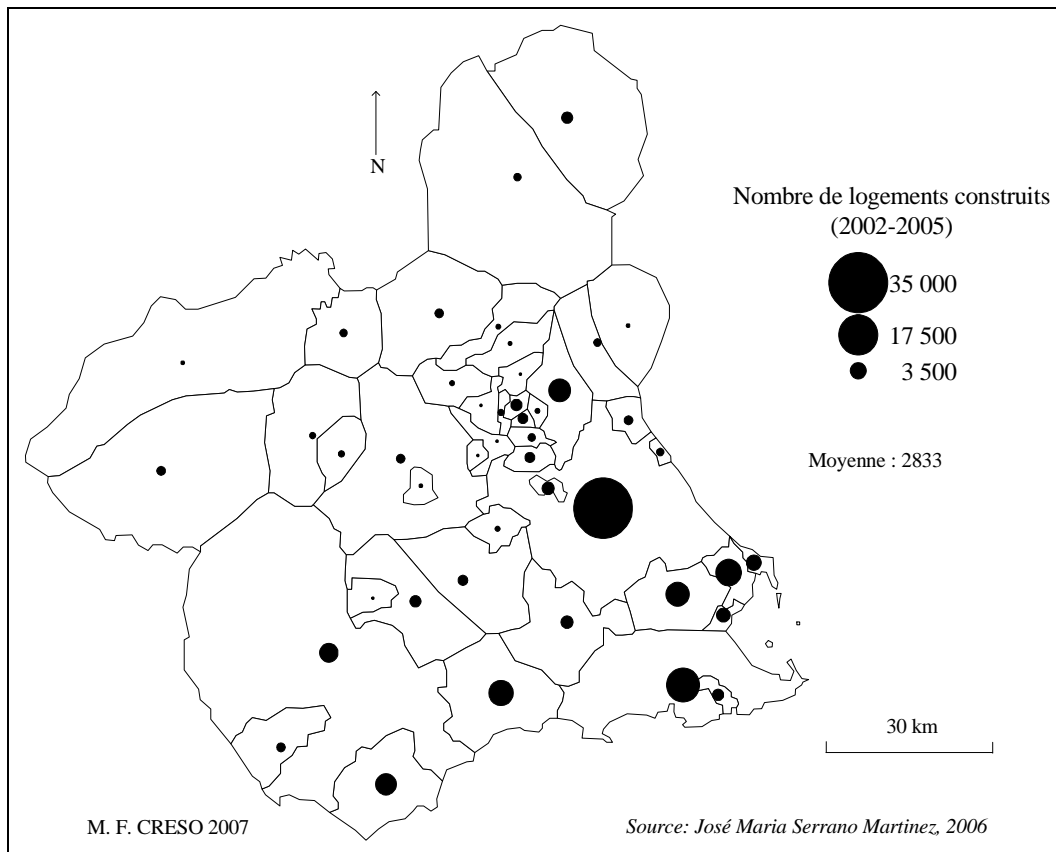 N
Nombre de logements construits
(2002-2005)
35 000
17 500
3 500
Moyenne : 2833
30 km
M. F. CRESO 2007
Source: José Maria Serrano Martinez, 2006